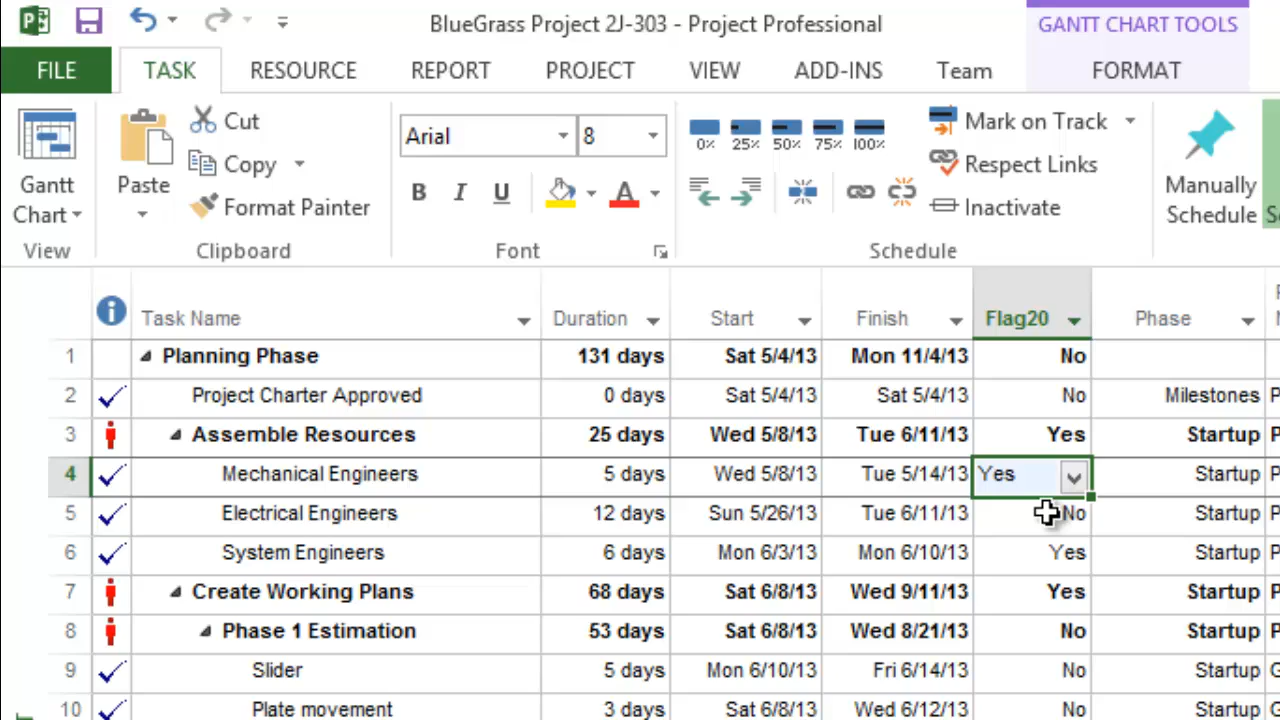 BlueGrass Project 2J-303 - Project Professional
GANTT CHART TOOLS
FILE TASK RESOURCE REPORT PROJECT VIEW ADD-INS Team FORMAT
Gantt Chart
Paste
Cut
Copy
Format Painter
Arial 8
B I U A
0% 25% 50% 75% 100%
Mark on Track
Respect Links
Inactivate
Manually Schedule
View Clipboard Font Schedule
Task Name Duration Start Finish Flag20 Phase
1 Planning Phase 131 days Sat 5/4/13 Mon 11/4/13 No
2 Project Charter Approved 0 days Sat 5/4/13 Sat 5/4/13 No Milestones
3 Assemble Resources 25 days Wed 5/8/13 Tue 6/11/13 Yes Startup
4 Mechanical Engineers 5 days Wed 5/8/13 Tue 5/14/13 Yes Startup
5 Electrical Engineers 12 days Sun 5/26/13 Tue 6/11/13 No Startup
6 System Engineers 6 days Mon 6/3/13 Mon 6/10/13 Yes Startup
7 Create Working Plans 68 days Sat 6/8/13 Wed 9/11/13 Yes Startup
8 Phase 1 Estimation 53 days Sat 6/8/13 Wed 8/21/13 No Startup
9 Slider 5 days Mon 6/10/13 Fri 6/14/13 No Startup
10 Plate movement 3 days Sat 6/8/13 Wed 6/12/13 No Startup